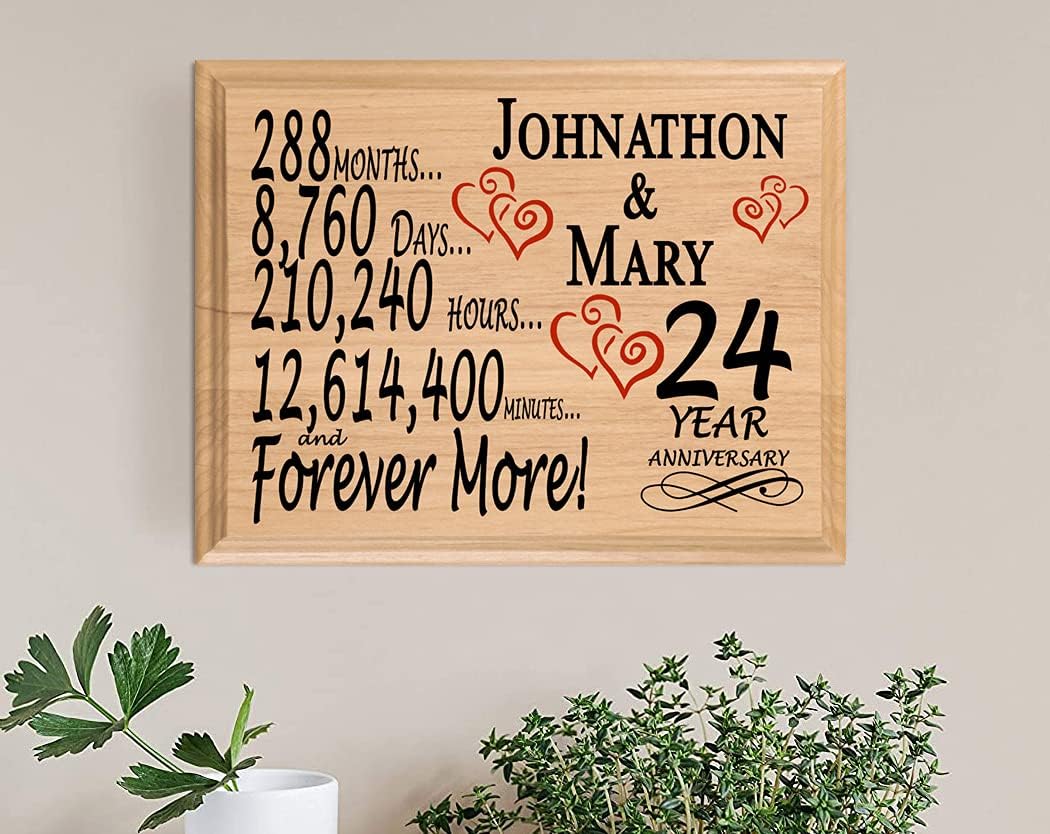 288 MONTHS...
8,760 DAYS...
210,240 HOURS...
12,614,400 MINUTES...
and
Forever More!
JOHNATHON
&
MARY
24
YEAR
ANNIVERSARY